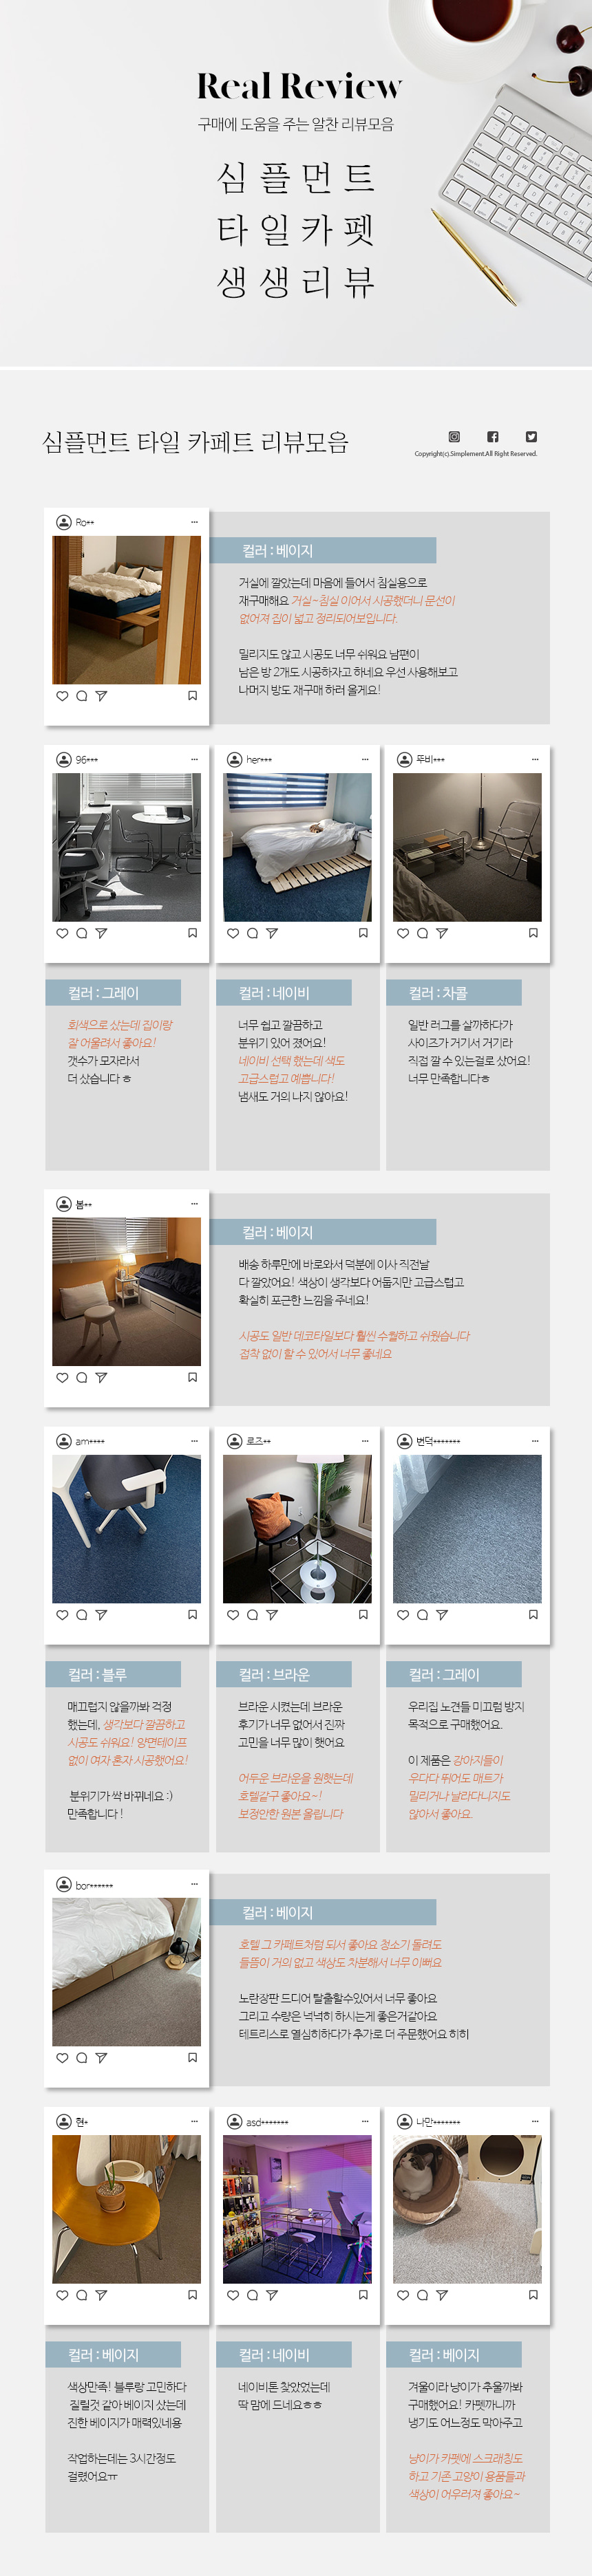 Real Review
구매에 도움을 주는 알찬 리뷰모음
심플먼트
타일카펫
생생리뷰
심플먼트 타일 카페트 리뷰모음
Copyright(c).Simplement.All Right Reserved.
Ro**
컬러 : 베이지
거실에 깔았는데 마음에 들어서 침실용으로
재구매해요 거실~침실 이어서 시공했더니 문선이
없어져 집이 넓고 정리되어보입니다.
밀리지도 않고 시공도 너무 쉬워요 남편이
남은 방 2개도 시공하자고 하네요 우선 사용해보고
나머지 방도 재구매 하러 올게요!
96***
her***
쭈비***
컬러 : 그레이
회색으로 샀는데 집이랑
잘 어울려서 좋아요!
갯수가 모자라서
더 샀습니다 ㅎ
컬러 : 네이비
너무 쉽고 깔끔하고
분위기 있어 졌어요!
네이비 선택 했는데 색도
고급스럽고 예쁩니다!
냄새도 거의 나지 않아요!
컬러 : 차콜
일반 러그를 살까하다가
사이즈가 거기서 거기라
직접 깔 수 있는걸로 샀어요!
너무 만족합니다ㅎ
봄**
컬러 : 베이지
배송 하루만에 바로와서 덕분에 이사 직전날
다 깔았어요! 색상이 생각보다 어둡지만 고급스럽고
확실히 포근한 느낌을 주네요!
시공도 일반 데코타일보다 훨씬 수월하고 쉬웠습니다
접착 없이 할 수 있어서 너무 좋네요
am****
로즈**
변덕*******
컬러 : 블루
매끄럽지 않을까봐 걱정
했는데, 생각보다 깔끔하고
시공도 쉬워요! 양면테이프
없이 여자 혼자 시공했어요!
분위기가 싹 바뀌네요 :)
만족합니다 !
컬러 : 브라운
브라운 시켰는데 브라운
후기가 너무 없어서 진짜
고민을 너무 많이 햇어요
어두운 브라운을 원햇는데
호텔같구 좋아요~!
보정안한 원본 올립니다
컬러 : 그레이
우리집 노견들 미끄럼 방지
목적으로 구매했어요.
이 제품은 강아지들이
우다다 뛰어도 매트가
밀리거나 날라다니지도
않아서 좋아요.
bor******
컬러 : 베이지
호텔 그 카페트처럼 되서 좋아요 청소기 돌려도
들뜸이 거의 없고 색상도 차분해서 너무 이뻐요
노란장판 드디어 탈출할수있어서 너무 좋아요
그리고 수량은 넉넉히 하시는게 좋은거같아요
테트리스로 열심히하다가 추가로 더 주문했어요 히히
현*
asd*******
나만*******
컬러 : 베이지
색상만족! 블루랑 고민하다
질릴것 같아 베이지 샀는데
진한 베이지가 매력있네용
작업하는데는 3시간정도
걸렸어요ㅠ
컬러 : 네이비
네이비톤 찾았었는데
딱 맘에 드네요ㅎㅎ
컬러 : 베이지
겨울이라 냥이가 추울까봐
구매했어요! 카펫까니까
냉기도 어느정도 막아주고
냥이가 카펫에 스크래칭도
하고 기존 고양이 용품들과
색상이 어우러져 좋아요~